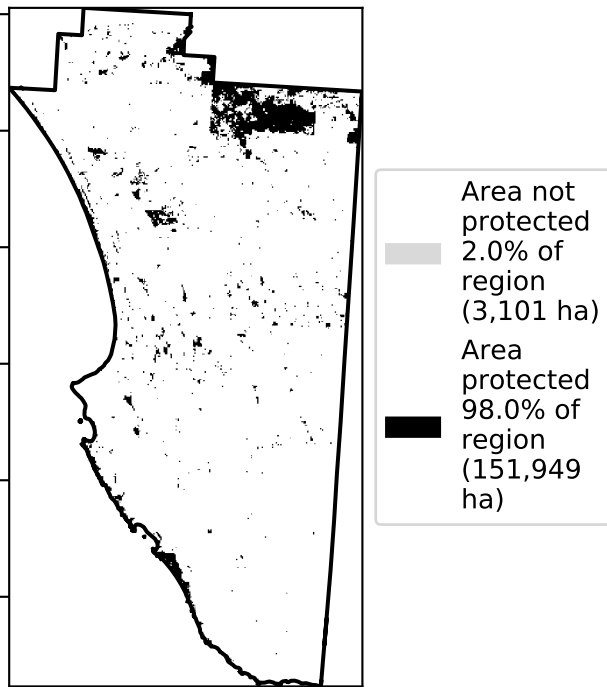 Area not
protected
2.0% of
region
(3,101 ha)
Area
protected
98.0% of
region
(151,949
ha)